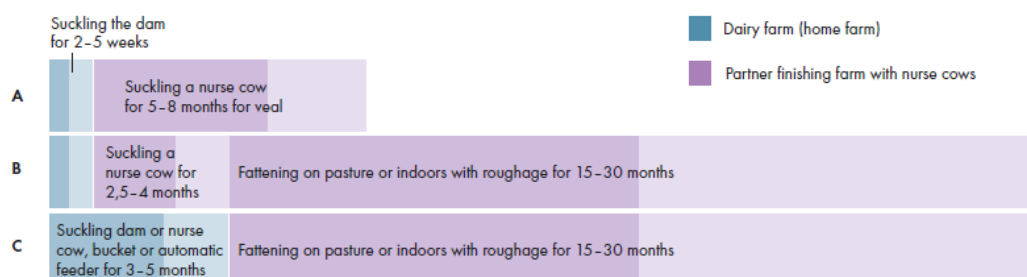 Suckling the dam
for 2–5 weeks
Dairy farm (home farm)
Partner finishing farm with nurse cows
A
Suckling a nurse cow
for 5–8 months for veal
B
Suckling a
nurse cow for
2,5–4 months
Fattening on pasture or indoors with roughage for 15–30 months
C
Suckling dam or nurse
cow, bucket or automatic
feeder for 3–5 months
Fattening on pasture or indoors with roughage for 15–30 months